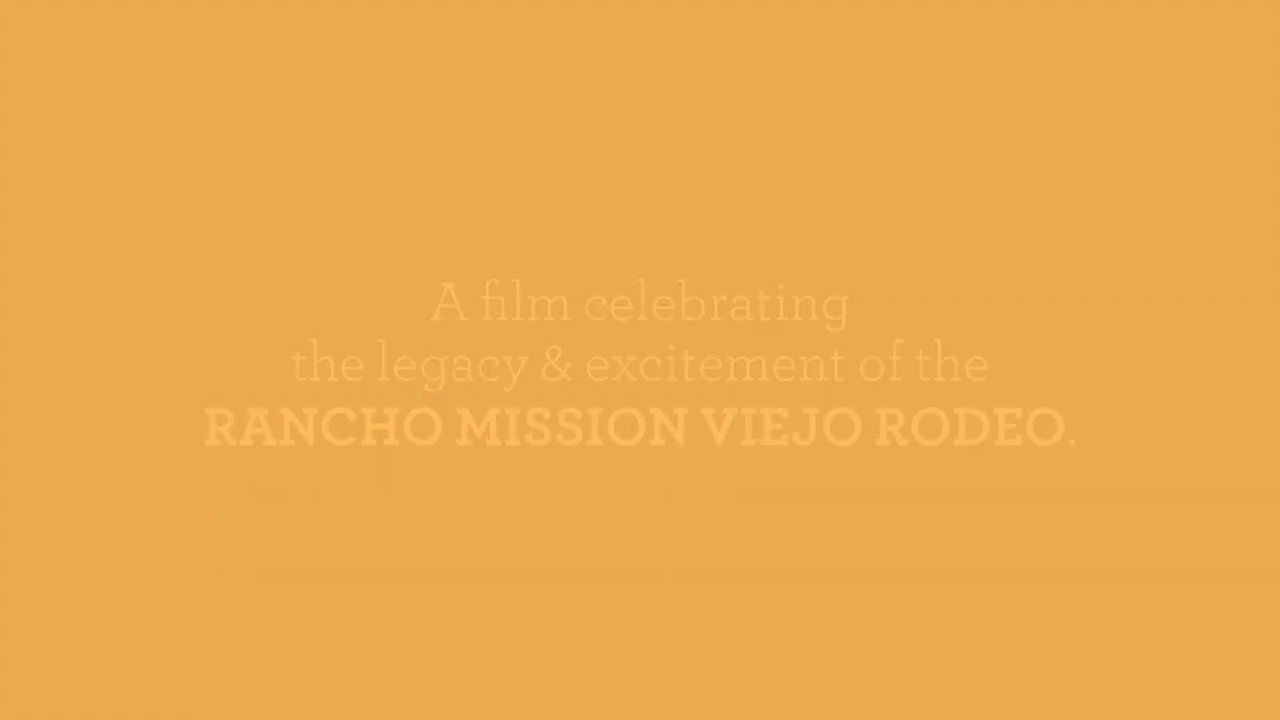 A film celebrating
the legacy & excitement of the
RANCHO MISSION VIEJO RODEO.